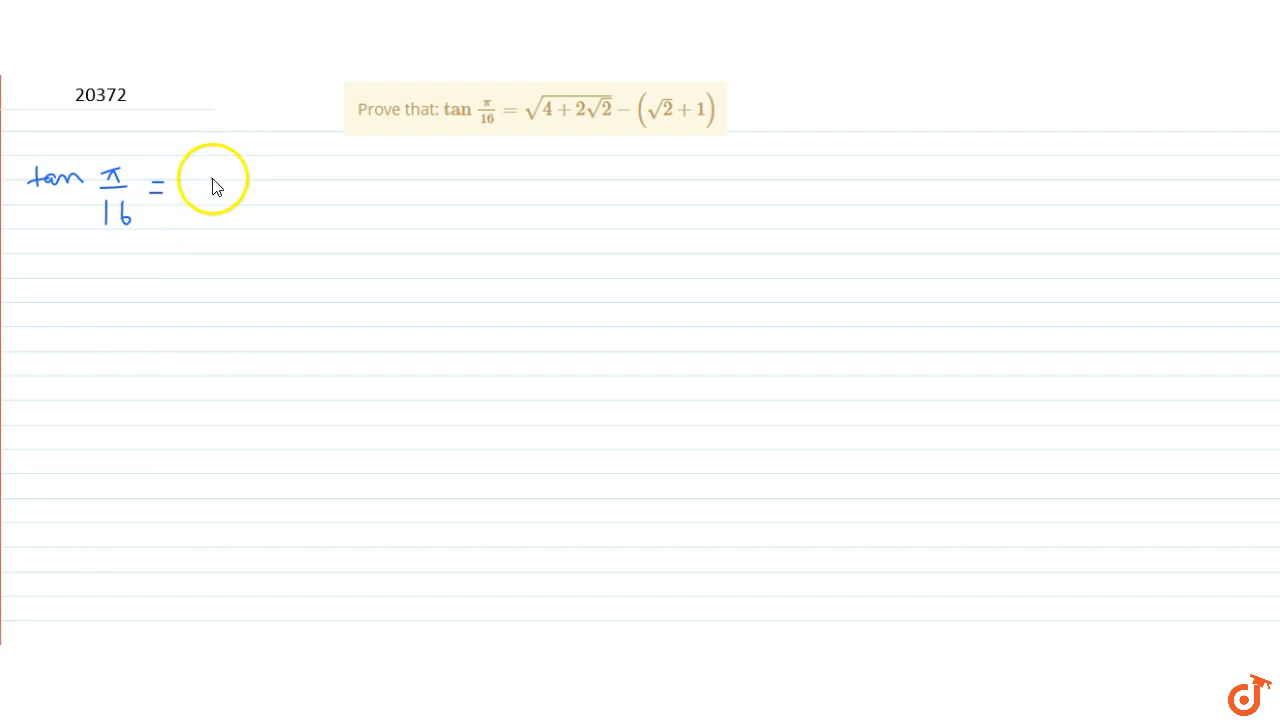 20372
Prove that: tan π/16 = √(4 + 2√2) − (√2 + 1)
tan π/16 =